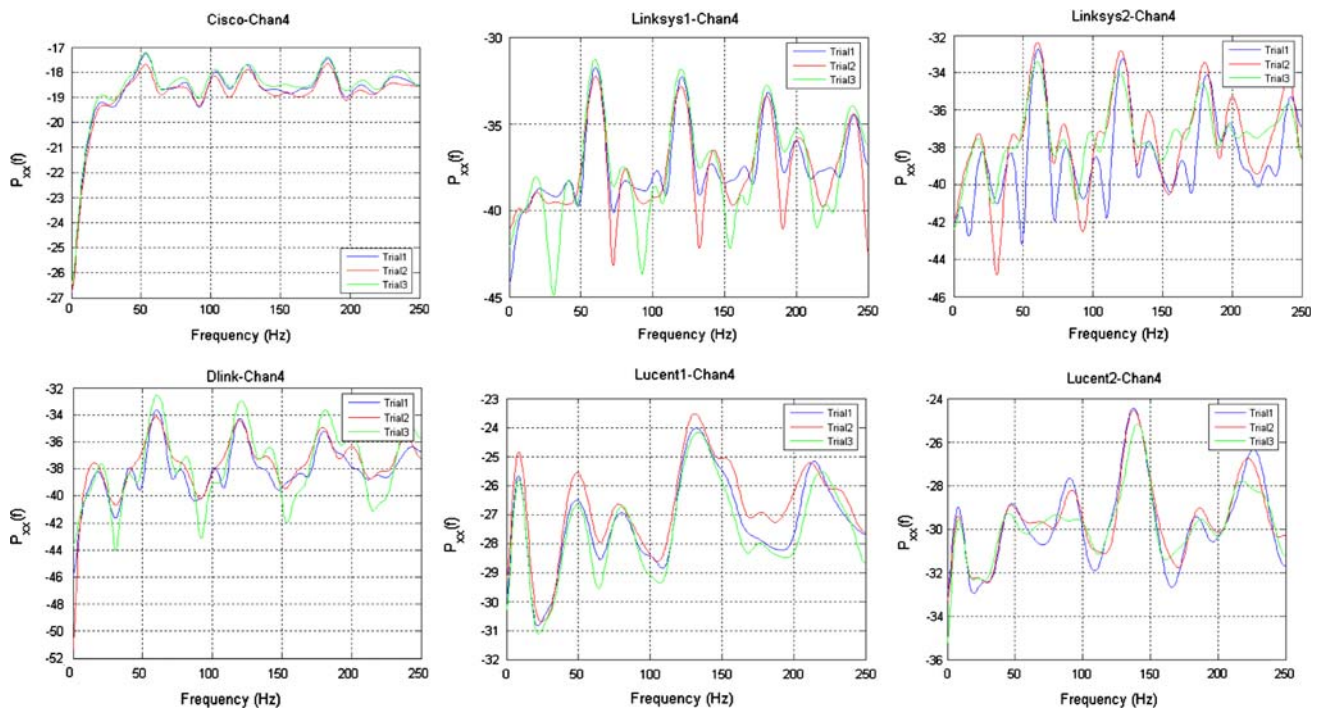 Cisco-Chan4
-17
-18
-19
-20
-21
-22
-23
-24
-25
-26
-27
Pxx(f)
0 50 100 150 200 250
Frequency (Hz)
Trial1
Trial2
Trial3
Linksys1-Chan4
-30
-35
-40
-45
Pxx(f)
0 50 100 150 200 250
Frequency (Hz)
Trial1
Trial2
Trial3
Linksys2-Chan4
-32
-34
-36
-38
-40
-42
-44
-46
Pxx(f)
0 50 100 150 200 250
Frequency (Hz)
Trial1
Trial2
Trial3
Dlink-Chan4
-32
-34
-36
-38
-40
-42
-44
-46
-48
-50
-52
Pxx(f)
0 50 100 150 200 250
Frequency (Hz)
Trial1
Trial2
Trial3
Lucent1-Chan4
-23
-24
-25
-26
-27
-28
-29
-30
-31
-32
Pxx(f)
0 50 100 150 200 250
Frequency (Hz)
Trial1
Trial2
Trial3
Lucent2-Chan4
-24
-26
-28
-30
-32
-34
-36
Pxx(f)
0 50 100 150 200 250
Frequency (Hz)
Trial1
Trial2
Trial3